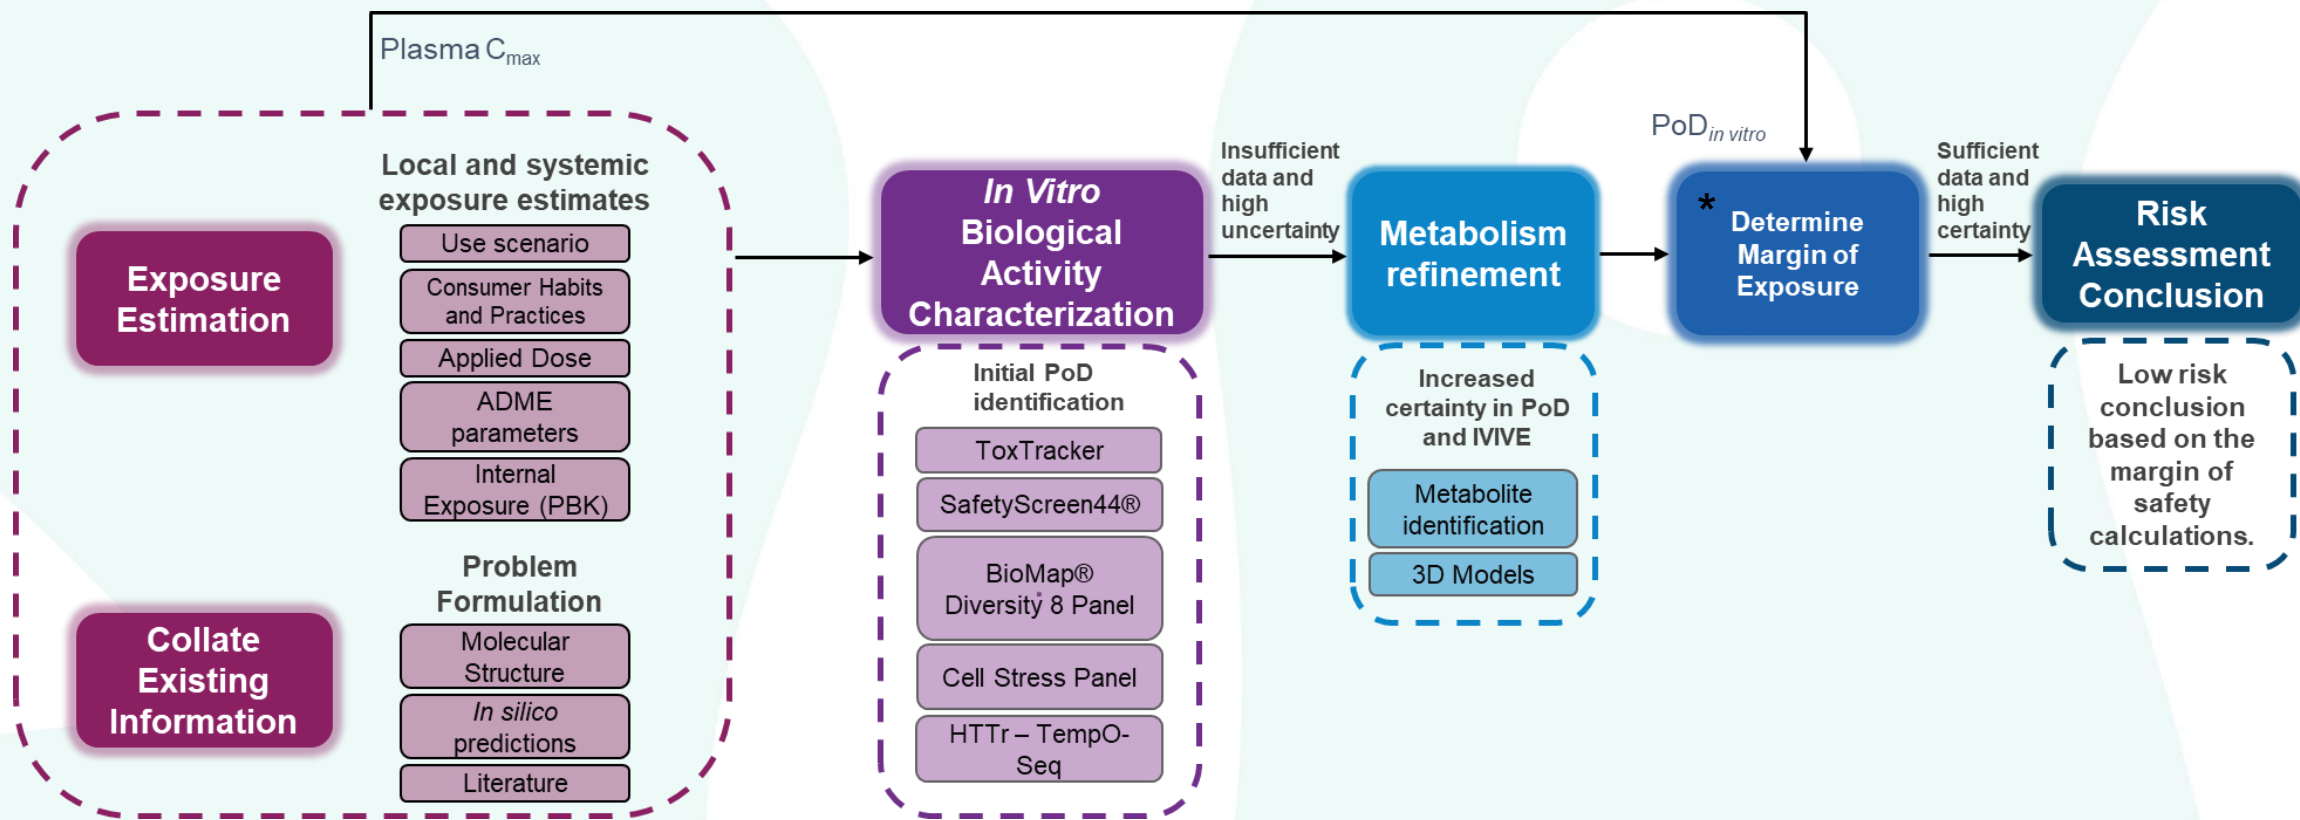 Plasma Cmax
Local and systemic
exposure estimates
Exposure
Estimation
Use scenario
Consumer Habits
and Practices
Applied Dose
ADME
parameters
Internal
Exposure (PBK)
Problem
Formulation
Collate
Existing
Information
Molecular
Structure
In silico
predictions
Literature
In Vitro
Biological
Activity
Characterization
Initial PoD
identification
ToxTracker
SafetyScreen44®
BioMap®
Diversity 8 Panel
Cell Stress Panel
HTTr – TempO-
Seq
Insufficient
data and
high
uncertainty
Metabolism
refinement
Increased
certainty in PoD
and IVIVE
Metabolite
identification
3D Models
PoDin vitro
*
Determine
Margin of
Exposure
Sufficient
data and
high
certainty
Risk
Assessment
Conclusion
Low risk
conclusion
based on the
margin of
safety
calculations.